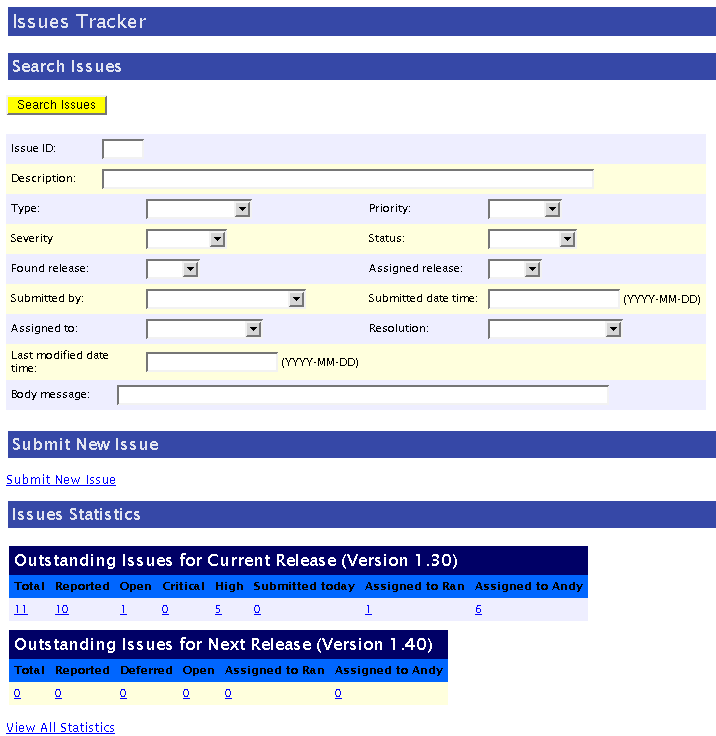 Issues Tracker
Search Issues
Search Issues
Issue ID:
Description:
Type: Priority:
Severity Status:
Found release: Assigned release:
Submitted by: Submitted date time: (YYYY-MM-DD)
Assigned to: Resolution:
Last modified date
time: (YYYY-MM-DD)
Body message:
Submit New Issue
Submit New Issue
Issues Statistics
Outstanding Issues for Current Release (Version 1.30)
Total Reported Open Critical High Submitted today Assigned to Ran Assigned to Andy
11 10 1 0 5 0 1 6
Outstanding Issues for Next Release (Version 1.40)
Total Reported Deferred Open Assigned to Ran Assigned to Andy
0 0 0 0 0 0
View All Statistics